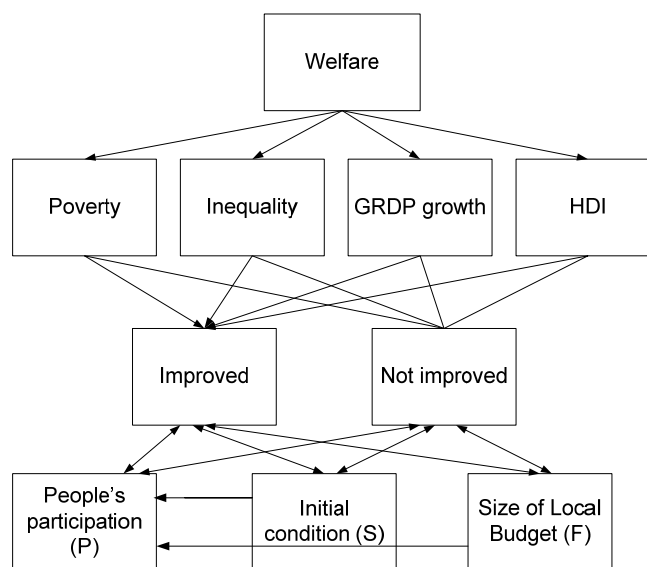 Welfare
Poverty
Inequality
GRDP growth
HDI
Improved
Not improved
People's
participation
(P)
Initial
condition (S)
Size of Local
Budget (F)